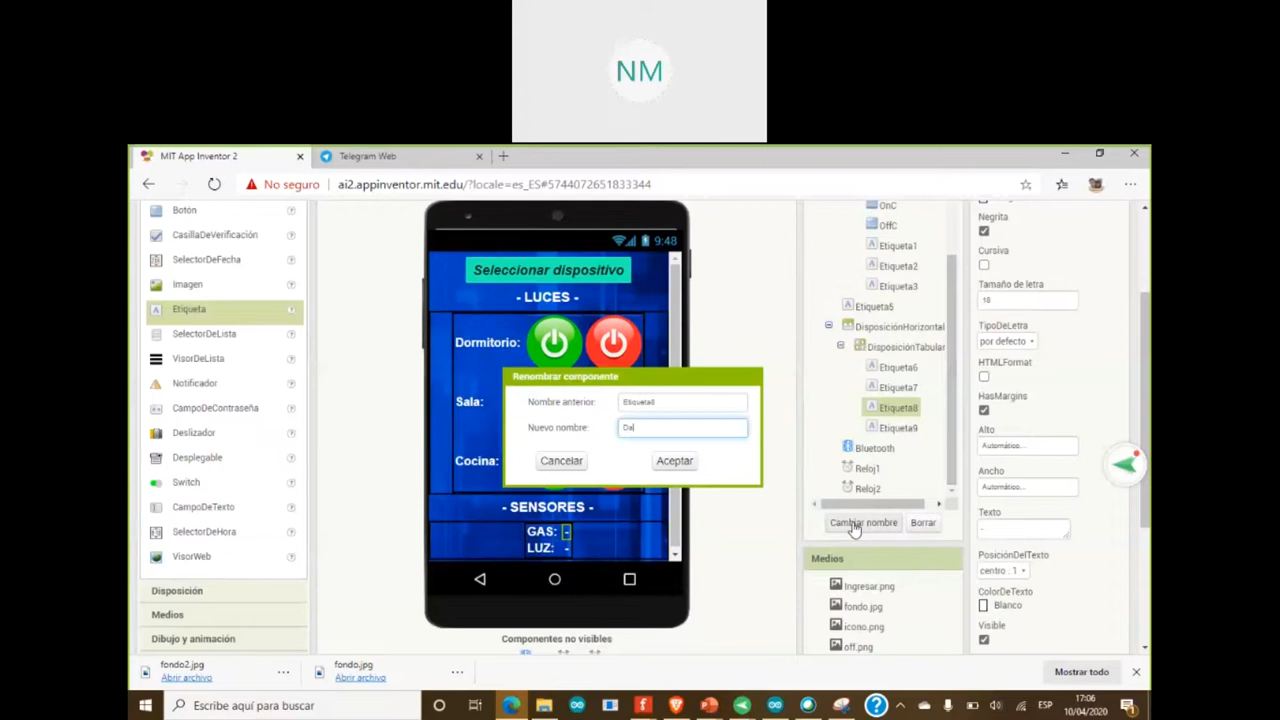 NM
MIT App Inventor 2
Telegram Web
No seguro
ai2.appinventor.mit.edu/?locale=es_ES#5744072651833344
Botón
CasillaDeVerificación
SelectorDeFecha
Imagen
Etiqueta
SelectorDeLista
VisorDeLista
Notificador
CampoDeContraseña
Deslizador
Desplegable
Switch
CampoDeTexto
SelectorDeHora
VisorWeb
Disposición
Medios
Dibujo y animación
9:48
Seleccionar dispositivo
- LUCES -
Dormitorio:
Sala:
Cocina:
- SENSORES -
GAS: -
LUZ: -
Componentes no visibles
Renombrar componente
Nombre anterior:
Etiqueta8
Nuevo nombre:
Da
Cancelar
Aceptar
OnC
OffC
Etiqueta1
Etiqueta2
Etiqueta3
Etiqueta5
DisposiciónHorizontal
DisposiciónTabular
Etiqueta6
Etiqueta7
Etiqueta8
Etiqueta9
Bluetooth
Reloj1
Reloj2
Cambiar nombre
Borrar
Medios
Ingresar.png
fondo.jpg
icono.png
off.png
Negrita
Cursiva
Tamaño de letra
18
TipoDeLetra
por defecto
HTMLFormat
HasMargins
Alto
Automático...
Ancho
Automático...
Texto
-
PosiciónDelTexto
centro : 1
ColorDeTexto
Blanco
Visible
fondo2.jpg
Abrir archivo
fondo.jpg
Abrir archivo
Mostrar todo
Escribe aquí para buscar
ESP
17:06
10/04/2020